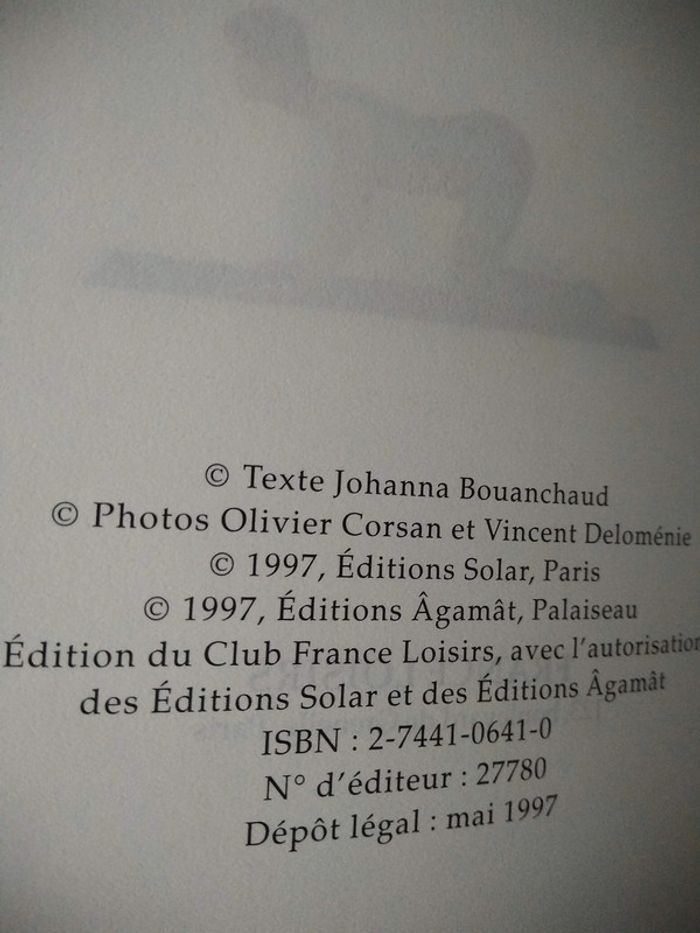 © Texte Johanna Bouanchaud
© Photos Olivier Corsan et Vincent Deloménie
© 1997, Éditions Solar, Paris
© 1997, Éditions Âgamât, Palaiseau
Édition du Club France Loisirs, avec l'autorisation
des Éditions Solar et des Éditions Âgamât
ISBN : 2-7441-0641-0
N° d'éditeur : 27780
Dépôt légal : mai 1997